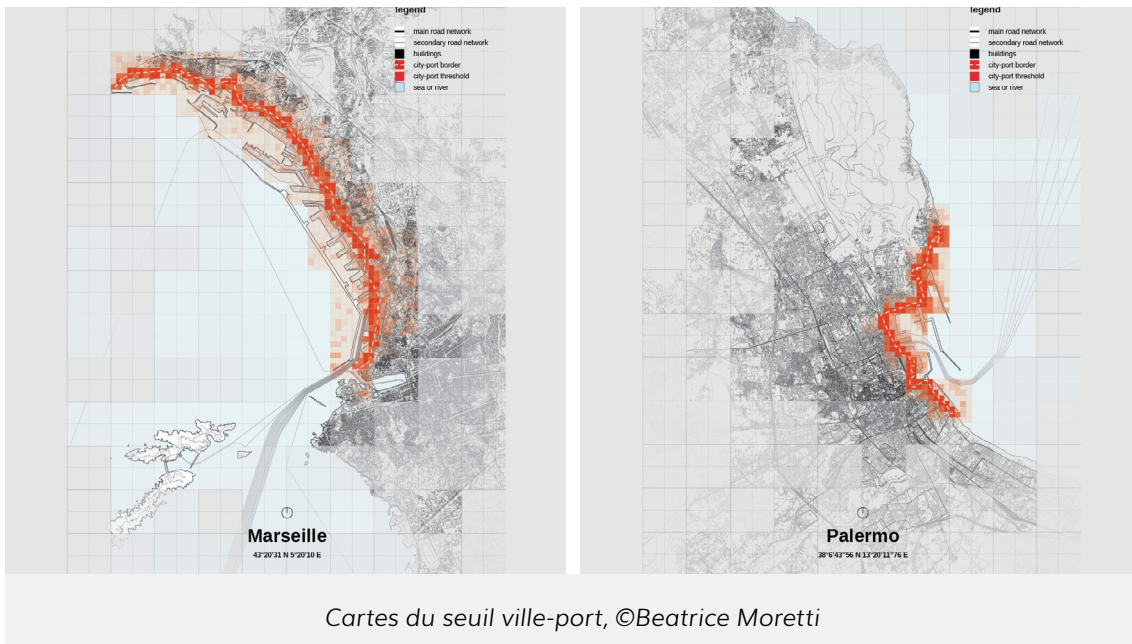 legend
main road network
secondary road network
buildings
city-port border
city-port threshold
sea or river
Marseille
43°20'31 N 5°20'10 E
legend
main road network
secondary road network
buildings
city-port border
city-port threshold
sea or river
Palermo
38°6'43"56 N 13°20'11"76 E
Cartes du seuil ville-port, ©Beatrice Moretti